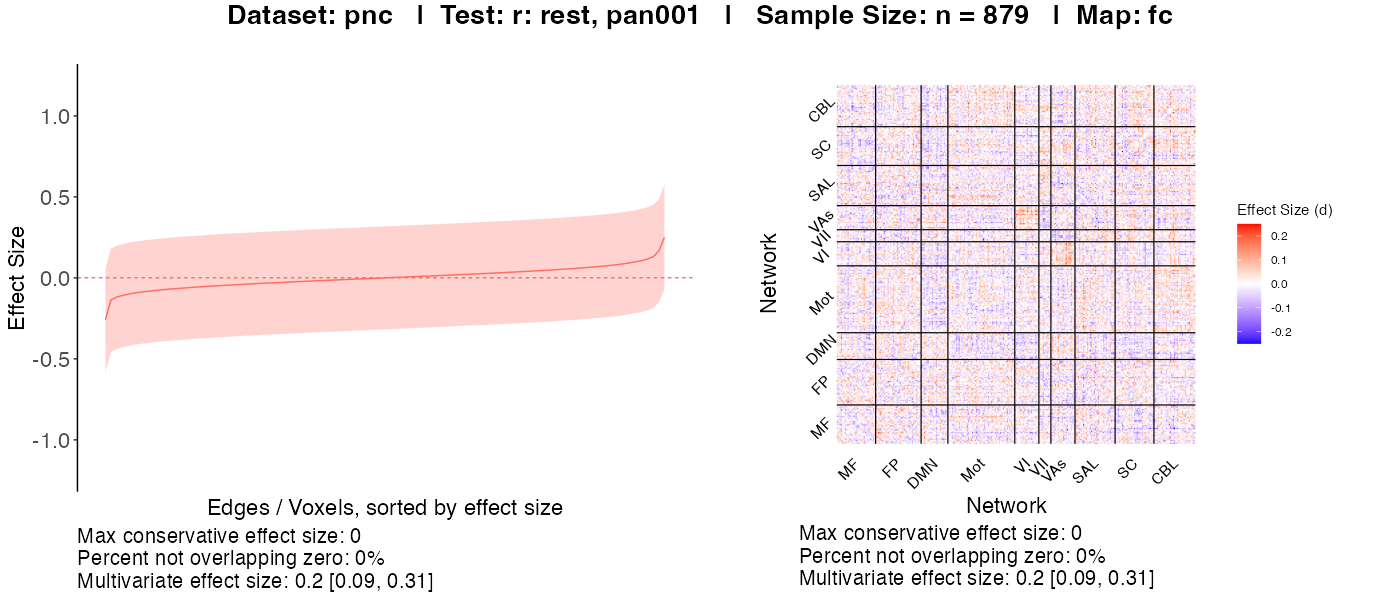 Dataset: pnc | Test: r: rest, pan001 | Sample Size: n = 879 | Map: fc
Effect Size
1.0
0.5
0.0
-0.5
-1.0
Edges / Voxels, sorted by effect size
Max conservative effect size: 0
Percent not overlapping zero: 0%
Multivariate effect size: 0.2 [0.09, 0.31]
Network
CBL
SC
SAL
VAs
VII
VI
Mot
DMN
FP
MF
MF FP DMN Mot VI VII VAs SAL SC CBL
Network
Max conservative effect size: 0
Percent not overlapping zero: 0%
Multivariate effect size: 0.2 [0.09, 0.31]
Effect Size (d)
0.2
0.1
0.0
-0.1
-0.2